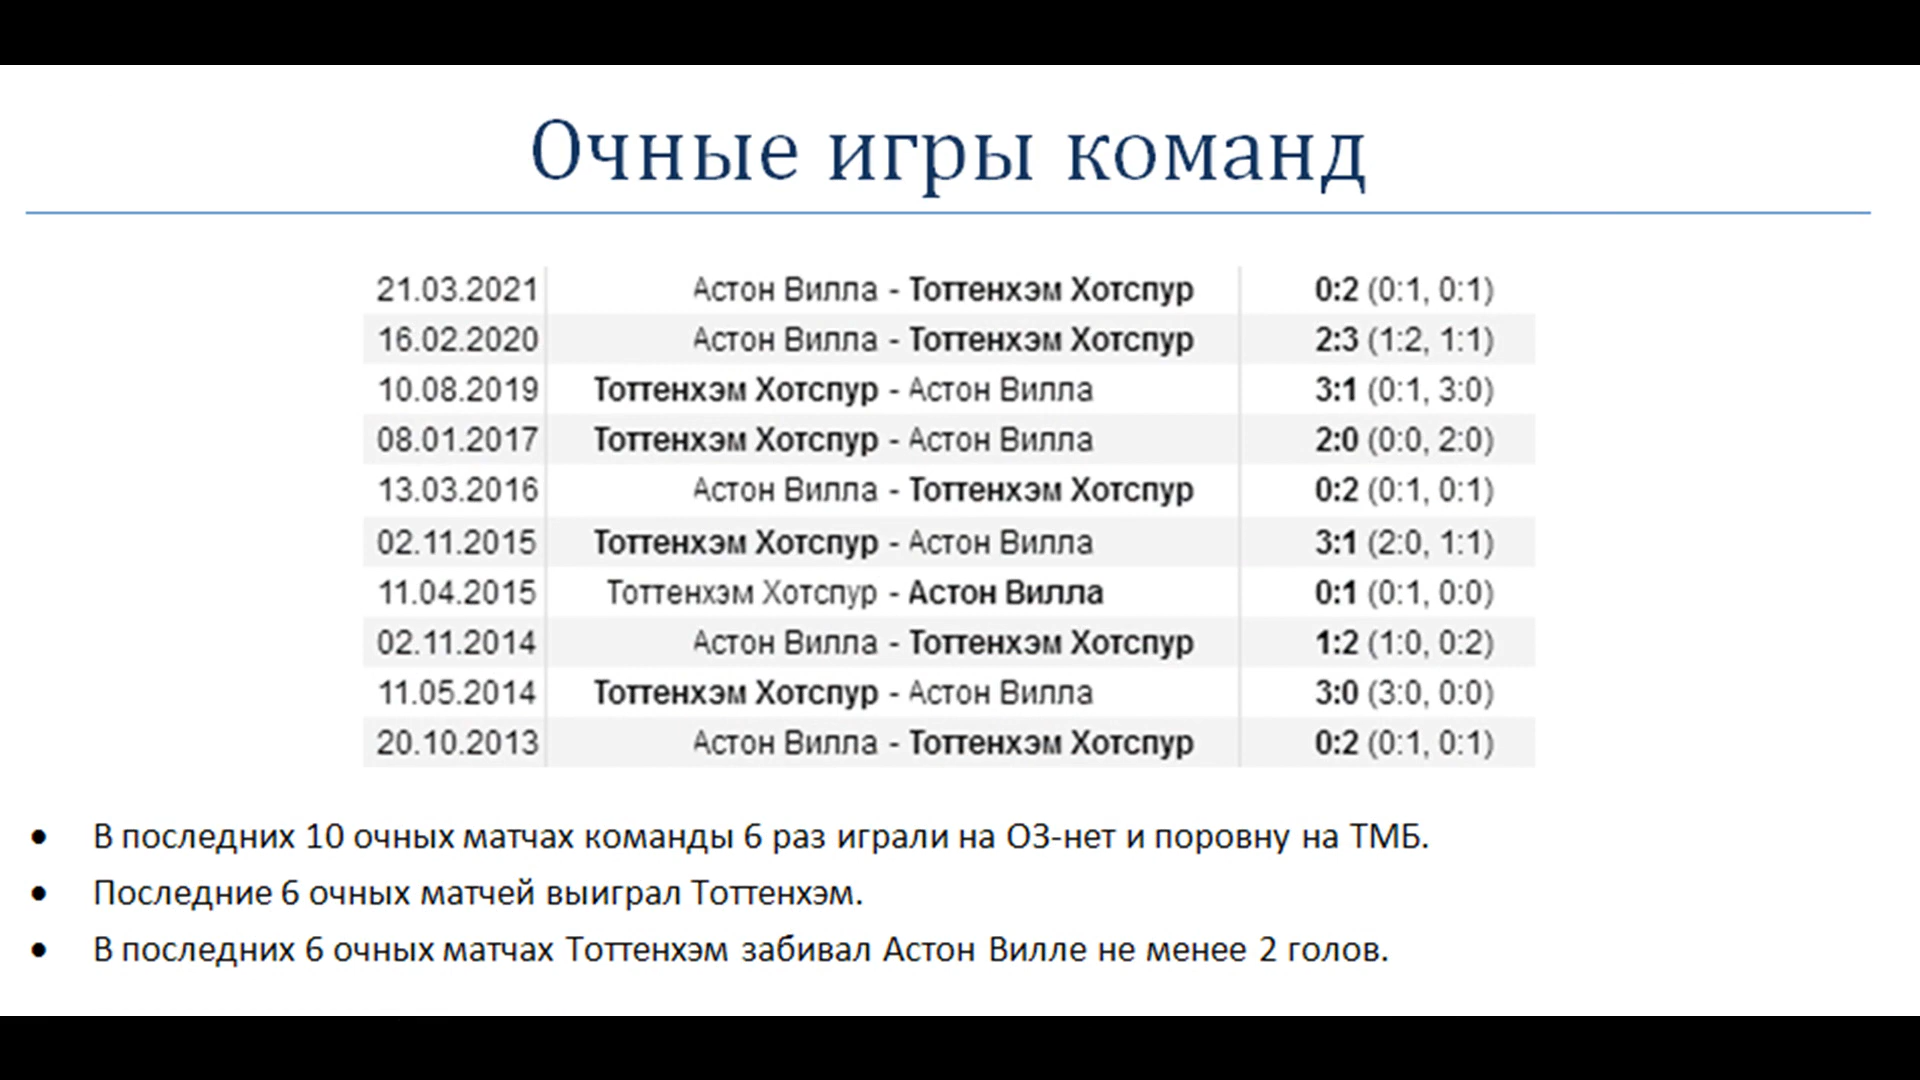 Очные игры команд
21.03.2021 Астон Вилла - Тоттенхэм Хотспур 0:2 (0:1, 0:1)
16.02.2020 Астон Вилла - Тоттенхэм Хотспур 2:3 (1:2, 1:1)
10.08.2019 Тоттенхэм Хотспур - Астон Вилла 3:1 (0:1, 3:0)
08.01.2017 Тоттенхэм Хотспур - Астон Вилла 2:0 (0:0, 2:0)
13.03.2016 Астон Вилла - Тоттенхэм Хотспур 0:2 (0:1, 0:1)
02.11.2015 Тоттенхэм Хотспур - Астон Вилла 3:1 (2:0, 1:1)
11.04.2015 Тоттенхэм Хотспур - Астон Вилла 0:1 (0:1, 0:0)
02.11.2014 Астон Вилла - Тоттенхэм Хотспур 1:2 (1:0, 0:2)
11.05.2014 Тоттенхэм Хотспур - Астон Вилла 3:0 (3:0, 0:0)
20.10.2013 Астон Вилла - Тоттенхэм Хотспур 0:2 (0:1, 0:1)
• В последних 10 очных матчах команды 6 раз играли на ОЗ-нет и поровну на ТМБ.
• Последние 6 очных матчей выиграл Тоттенхэм.
• В последних 6 очных матчах Тоттенхэм забивал Астон Вилле не менее 2 голов.